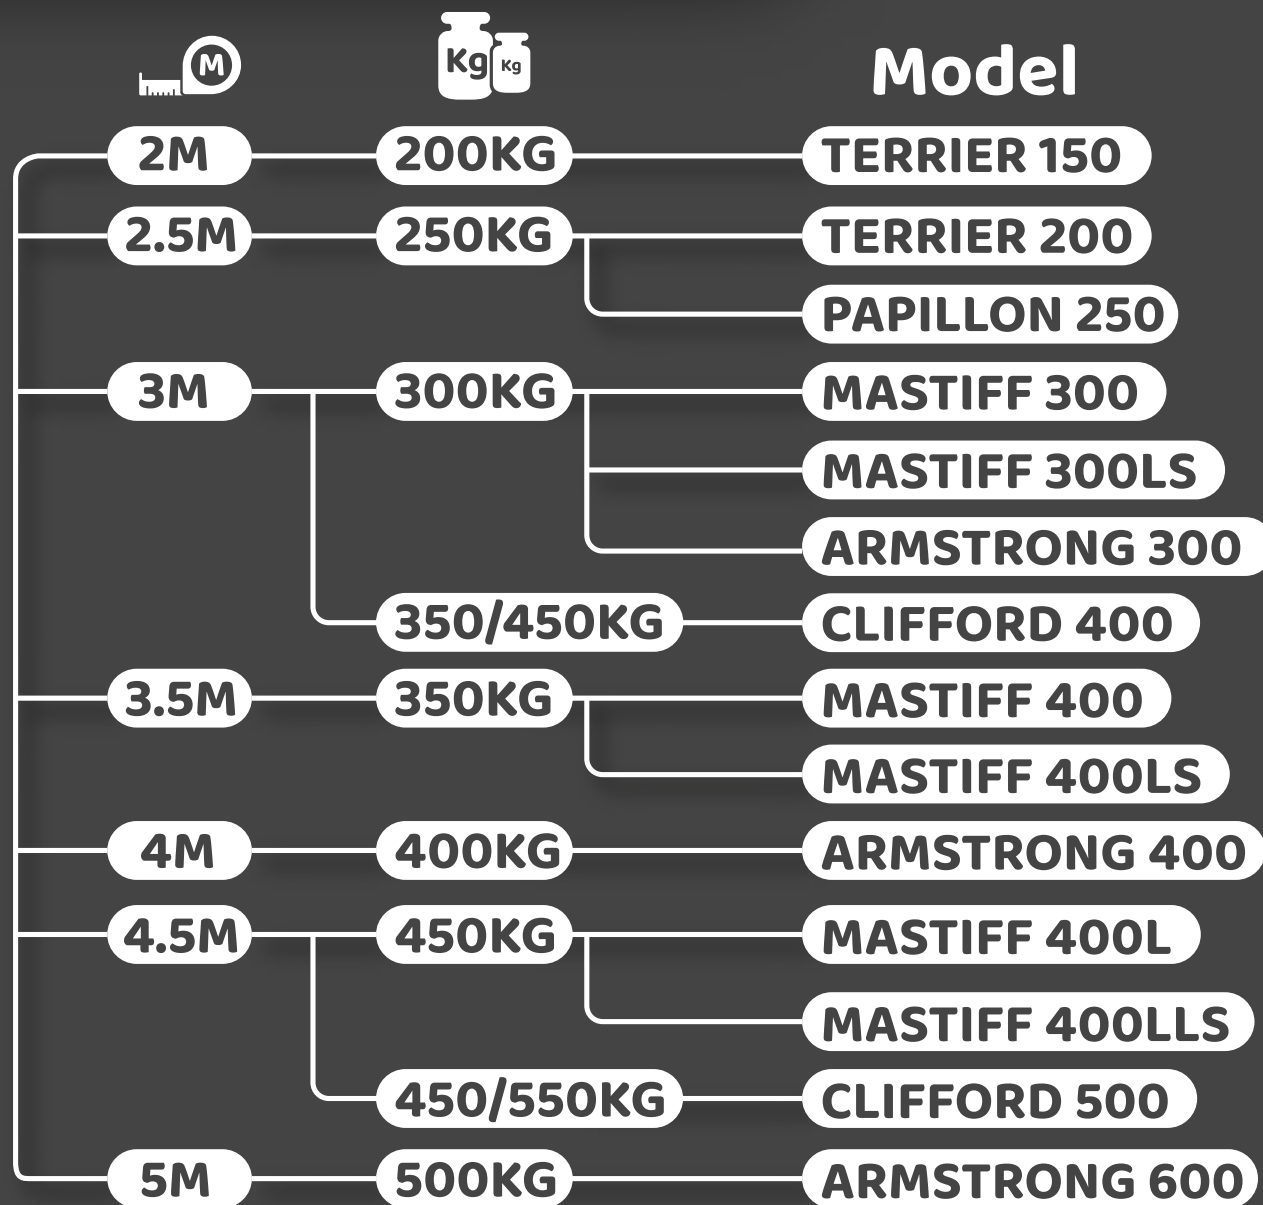 M Kg Kg Model
2M 200KG TERRIER 150
2.5M 250KG TERRIER 200
PAPILLON 250
3M 300KG MASTIFF 300
MASTIFF 300LS
ARMSTRONG 300
350/450KG CLIFFORD 400
3.5M 350KG MASTIFF 400
MASTIFF 400LS
4M 400KG ARMSTRONG 400
4.5M 450KG MASTIFF 400L
MASTIFF 400LLS
450/550KG CLIFFORD 500
5M 500KG ARMSTRONG 600